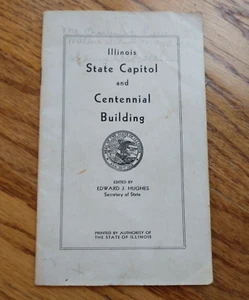 Illinois
State Capitol
and
Centennial
Building
EDITED BY
EDWARD J. HUGHES
Secretary of State
PRINTED BY AUTHORITY OF
THE STATE OF ILLINOIS